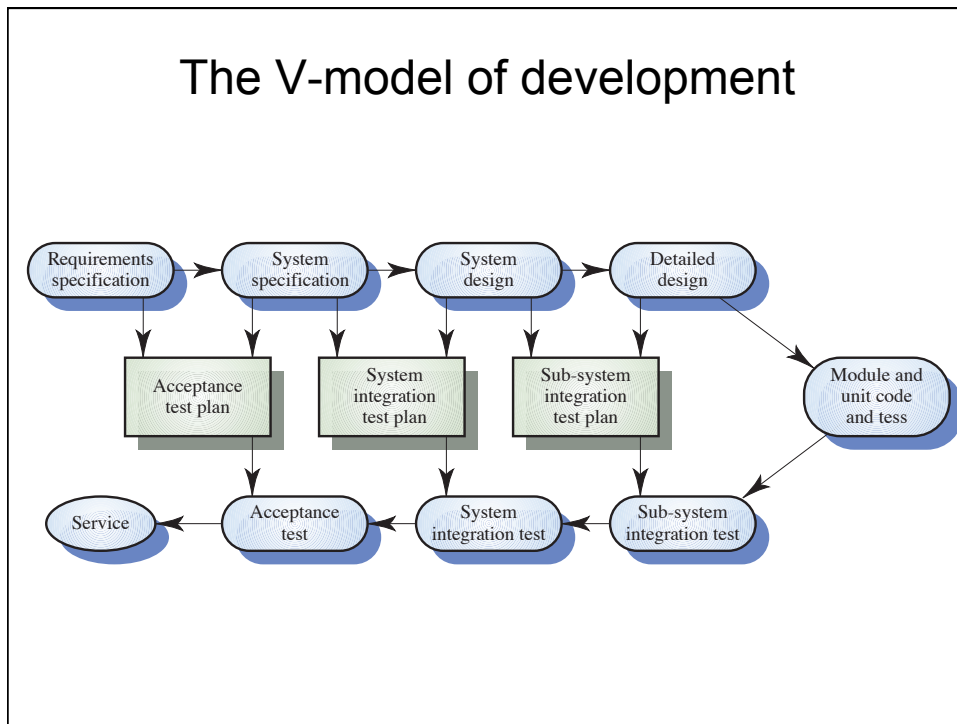 The V-model of development
Requirements
specification
System
specification
System
design
Detailed
design
Acceptance
test plan
System
integration
test plan
Sub-system
integration
test plan
Module and
unit code
and tess
Service
Acceptance
test
System
integration test
Sub-system
integration test